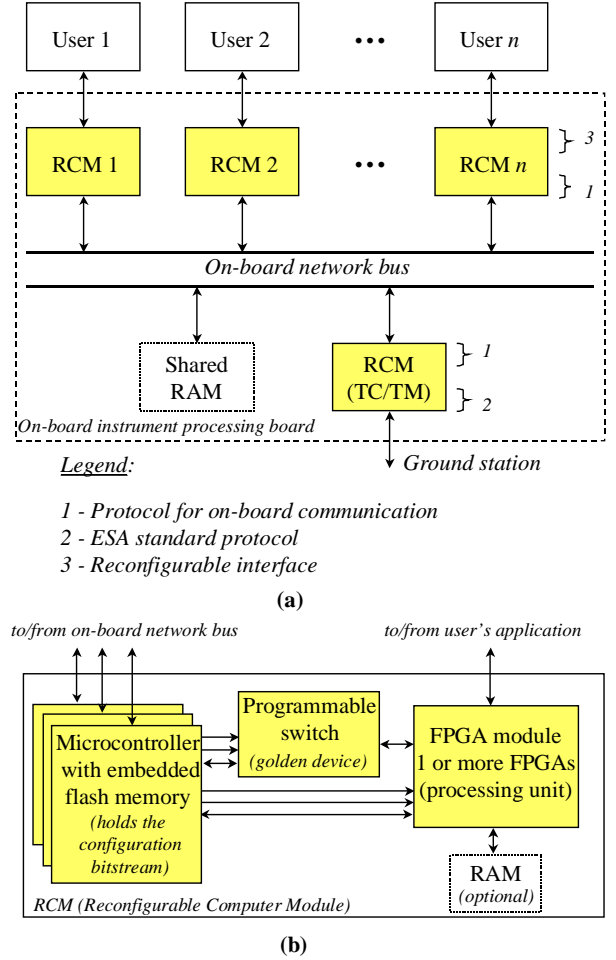 User 1
User 2
•••
User n
RCM 1
RCM 2
•••
RCM n
3
1
On-board network bus
Shared
RAM
RCM
(TC/TM)
1
2
On-board instrument processing board
Ground station
Legend:
1 - Protocol for on-board communication
2 - ESA standard protocol
3 - Reconfigurable interface
(a)
to/from on-board network bus
to/from user's application
Microcontroller
with embedded
flash memory
(holds the
configuration
bitstream)
Programmable
switch
(golden device)
FPGA module
1 or more FPGAs
(processing unit)
RAM
(optional)
RCM (Reconfigurable Computer Module)
(b)